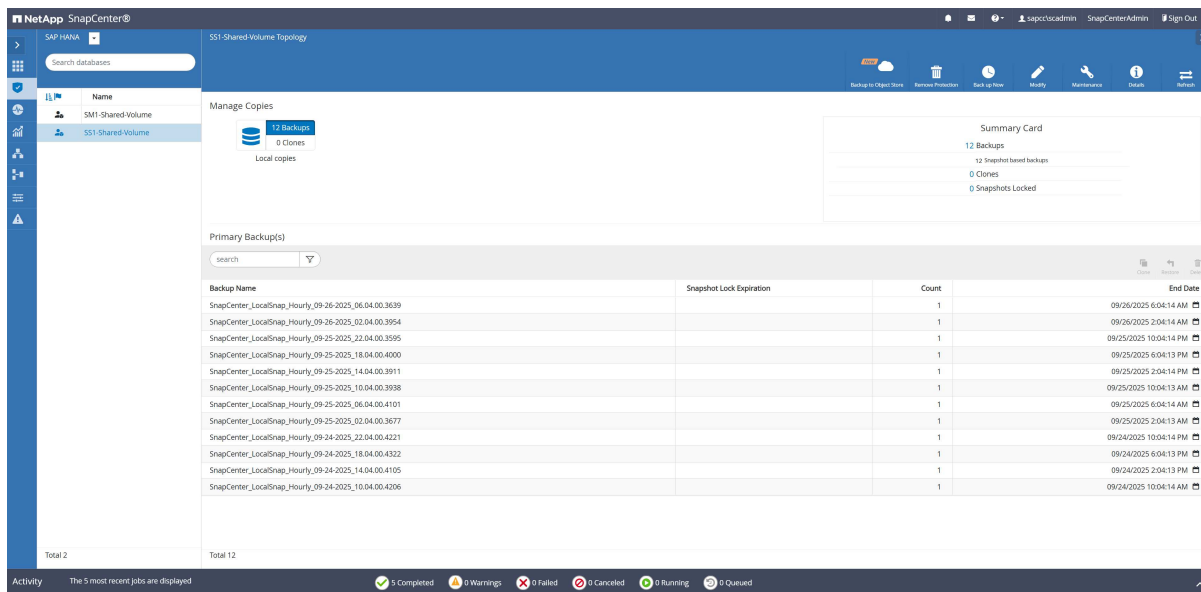 NetApp SnapCenter®
sapcc\scadmin SnapCenterAdmin Sign Out
SAP HANA
SS1-Shared-Volume Topology
Search databases
New
Backup to Object Store Remove Protection Back up Now Modify Maintenance Details Refresh
Name
SM1-Shared-Volume
SS1-Shared-Volume
Manage Copies
12 Backups
0 Clones
Local copies
Summary Card
12 Backups
12 Snapshot based backups
0 Clones
0 Snapshots Locked
Primary Backup(s)
search
Clone Restore
Backup Name Snapshot Lock Expiration Count End Date
SnapCenter_LocalSnap_Hourly_09-26-2025_06.04.00.3639 1 09/26/2025 6:04:14 AM
SnapCenter_LocalSnap_Hourly_09-26-2025_02.04.00.3954 1 09/26/2025 2:04:14 AM
SnapCenter_LocalSnap_Hourly_09-25-2025_22.04.00.3595 1 09/25/2025 10:04:14 PM
SnapCenter_LocalSnap_Hourly_09-25-2025_18.04.00.4000 1 09/25/2025 6:04:13 PM
SnapCenter_LocalSnap_Hourly_09-25-2025_14.04.00.3911 1 09/25/2025 2:04:14 PM
SnapCenter_LocalSnap_Hourly_09-25-2025_10.04.00.3938 1 09/25/2025 10:04:13 AM
SnapCenter_LocalSnap_Hourly_09-25-2025_06.04.00.4101 1 09/25/2025 6:04:14 AM
SnapCenter_LocalSnap_Hourly_09-25-2025_02.04.00.3677 1 09/25/2025 2:04:13 AM
SnapCenter_LocalSnap_Hourly_09-24-2025_22.04.00.4221 1 09/24/2025 10:04:14 PM
SnapCenter_LocalSnap_Hourly_09-24-2025_18.04.00.4322 1 09/24/2025 6:04:13 PM
SnapCenter_LocalSnap_Hourly_09-24-2025_14.04.00.4105 1 09/24/2025 2:04:13 PM
SnapCenter_LocalSnap_Hourly_09-24-2025_10.04.00.4206 1 09/24/2025 10:04:14 AM
Total 2
Total 12
Activity The 5 most recent jobs are displayed 5 Completed 0 Warnings 0 Failed 0 Canceled 0 Running 0 Queued